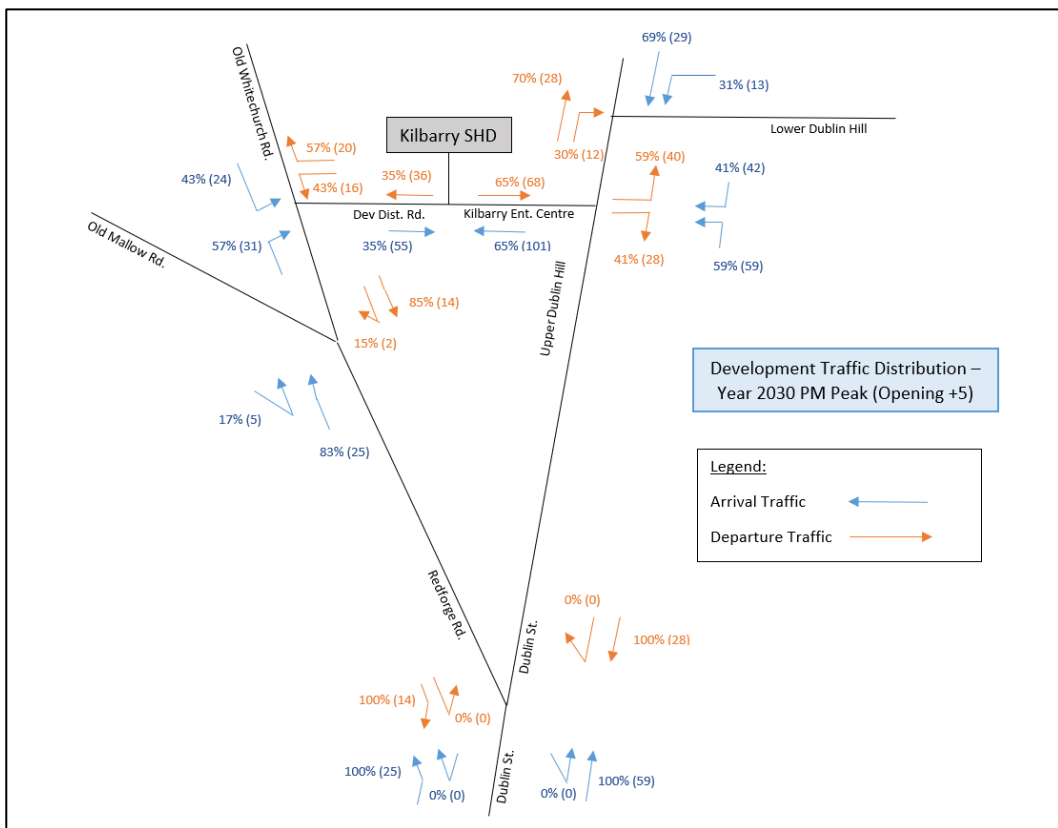 69% (29)
Old Whitechurch Rd.
70% (28)
31% (13)
Kilbarry SHD
Lower Dublin Hill
57% (20)
30% (12)
59% (40)
43% (24)
43% (16)
35% (36)
65% (68)
41% (42)
Dev Dist. Rd.
Kilbarry Ent. Centre
Old Mallow Rd.
57% (31)
35% (55)
65% (101)
41% (28)
59% (59)
Upper Dublin Hill
85% (14)
15% (2)
Development Traffic Distribution –
Year 2030 PM Peak (Opening +5)
17% (5)
83% (25)
Legend:
Arrival Traffic
Departure Traffic
Redforge Rd.
0% (0)
Dublin St.
100% (28)
100% (14)
0% (0)
100% (25)
0% (0)
Dublin St.
0% (0)
100% (59)